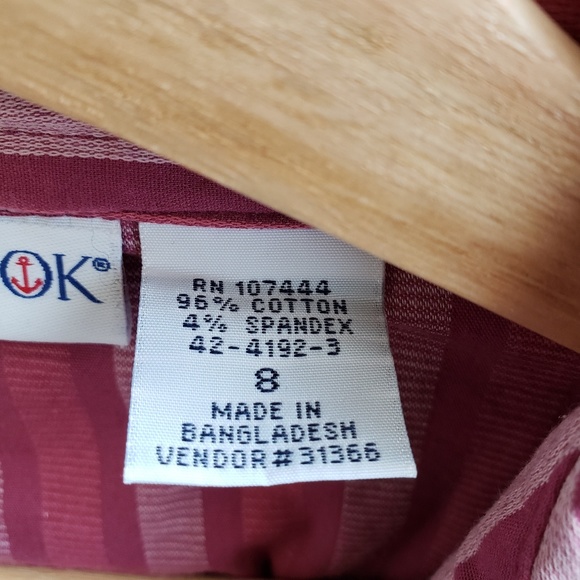 OK®
RN 107444
96% COTTON
4% SPANDEX
42-4192-3
8
MADE IN
BANGLADESH
VENDOR#31366